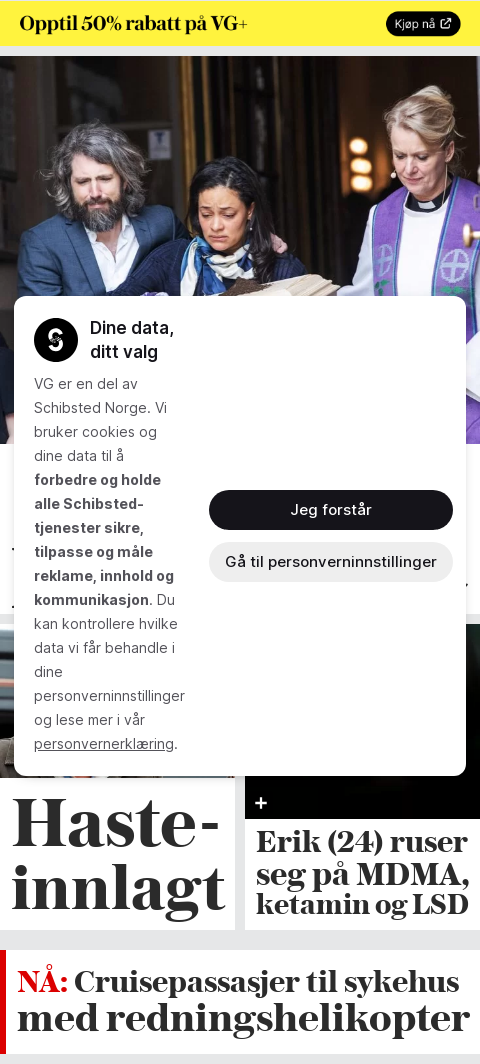 Opptil 50% rabatt på VG+
Kjøp nå
Dine data,
ditt valg
VG er en del av
Schibsted Norge. Vi
bruker cookies og
dine data til å
forbedre og holde
alle Schibsted-
tjenester sikre,
tilpasse og måle
reklame, innhold og
kommunikasjon. Du
kan kontrollere hvilke
data vi får behandle i
dine
personverninnstillinger
og lese mer i vår
personvernerklæring.
Jeg forstår
Gå til personverninnstillinger
Haste-
innlagt
+
Erik (24) ruser
seg på MDMA,
ketamin og LSD
NÅ: Cruisepassasjer til sykehus
med redningshelikopter